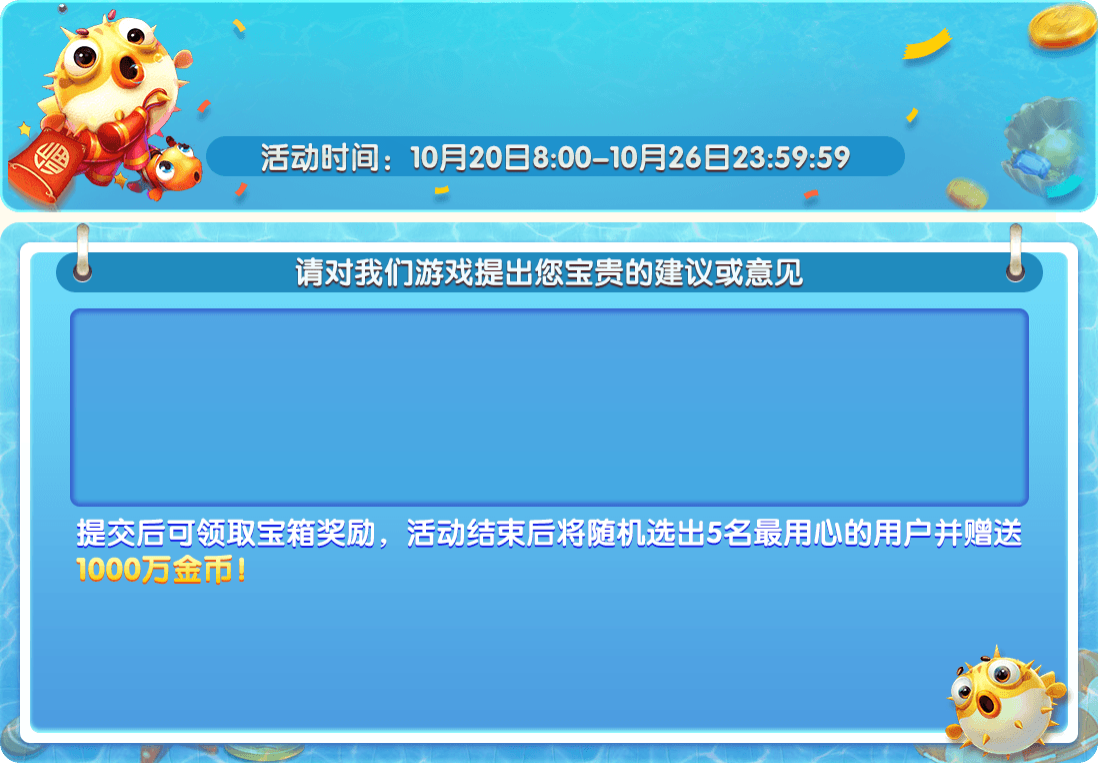 活动时间：10月20日8:00-10月26日23:59:59
请对我们游戏提出您宝贵的建议或意见
提交后可领取宝箱奖励，活动结束后将随机选出5名最用心的用户并赠送
1000万金币！
福